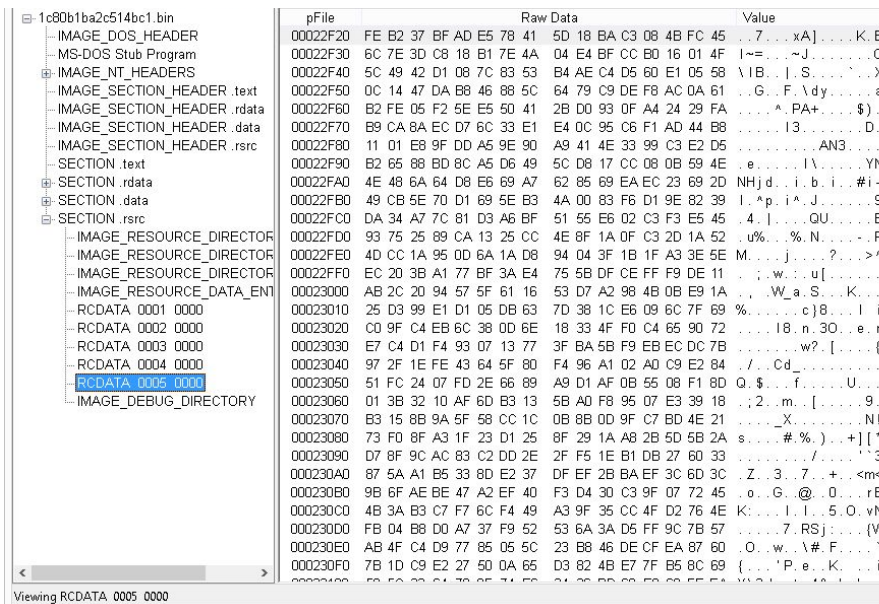 1c80b1ba2c514bc1.bin
IMAGE_DOS_HEADER
MS-DOS Stub Program
IMAGE_NT_HEADERS
IMAGE_SECTION_HEADER .text
IMAGE_SECTION_HEADER .rdata
IMAGE_SECTION_HEADER .data
IMAGE_SECTION_HEADER .rsrc
SECTION .text
SECTION .rdata
SECTION .data
SECTION .rsrc
IMAGE_RESOURCE_DIRECTOR
IMAGE_RESOURCE_DIRECTOR
IMAGE_RESOURCE_DIRECTOR
IMAGE_RESOURCE_DATA_ENT
RCDATA 0001 0000
RCDATA 0002 0000
RCDATA 0003 0000
RCDATA 0004 0000
RCDATA 0005 0000
IMAGE_DEBUG_DIRECTORY
pFile Raw Data Value
00022F20 FE B2 37 BF AD E5 78 41 5D 18 BA C3 08 4B FC 45 . . 7 . . . xA] . . . . K . E
00022F30 6C 7E 3D C8 18 B1 7E 4A 04 E4 BF CC B0 16 01 4F l~= . . . ~J . . . . . . . O
00022F40 5C 49 42 D1 08 7C 83 53 B4 AE C4 D5 60 E1 05 58 \IB . . | . S . . . . ` . . X
00022F50 0C 14 47 DA B8 46 88 5C 64 79 C9 DE F8 AC 0A 61 . . G . . F . \dy . . . . . a
00022F60 B2 FE 05 F2 5E E5 50 41 2B D0 93 0F A4 24 29 FA . . . . ^ . PA+ . . . . $) .
00022F70 B9 CA 8A EC D7 6C 33 E1 E4 0C 95 C6 F1 AD 44 B8 . . . . . l3 . . . . . . . D .
00022F80 11 01 E8 9F DD A5 9E 90 A9 41 4E 33 99 C3 E2 D5 . . . . . . . . . AN3 . . . .
00022F90 B2 65 88 BD 8C A5 D6 49 5C D8 17 CC 08 0B 59 4E . e . . . . . I\ . . . . . YN
00022FA0 4E 48 6A 64 D8 E6 69 A7 62 85 69 EA EC 23 69 2D NHjd . . i . b . i . . #i-
00022FB0 49 CB 5E 70 D1 69 5E B3 4A 00 83 F6 D1 9E 82 39 I . ^p . i^ . J . . . . . . 9
00022FC0 DA 34 A7 7C 81 D3 A6 BF 51 55 E6 02 C3 F3 E5 45 . 4 . | . . . . QU . . . . . E
00022FD0 93 75 25 89 CA 13 25 CC 4E 8F 1A 0F C3 2D 1A 52 . u% . . . % . N . . . . - . R
00022FE0 4D CC 1A 95 0D 6A 1A D8 94 04 3F 1B 1F A3 3E 5E M . . . . j . . . . ? . . . >^
00022FF0 EC 20 3B A1 77 BF 3A E4 75 5B DF CE FF F9 DE 11 . ; . w . : . u[ . . . . . .
00023000 AB 2C 20 94 57 5F 61 16 53 D7 A2 98 4B 0B E9 1A . , . W_a . S . . . K . . .
00023010 25 D3 99 E1 D1 05 DB 63 7D 38 1C E6 09 6C 7F 69 % . . . . . . c}8 . . . l . i
00023020 C0 9F C4 EB 6C 38 0D 6E 18 33 4F F0 C4 65 90 72 . . . . l8 . n . 3O . . e . r
00023030 E7 C4 D1 F4 93 07 13 77 3F BA 5B F9 EB EC DC 7B . . . . . . . w? . [ . . . . {
00023040 97 2F 1E FE 43 64 5F 80 F4 96 A1 02 A0 C9 E2 84 . / . . Cd_ . . . . . . . . .
00023050 51 FC 24 07 FD 2E 66 89 A9 D1 AF 0B 55 08 F1 8D Q . $ . . . f . . . . . U . . .
00023060 01 3B 32 10 AF 6D B3 13 5B A0 F8 95 07 E3 39 18 . ;2 . . m . . [ . . . . . 9 .
00023070 B3 15 8B 9A 5F 58 CC 1C 0B 8B 0D 9F C7 BD 4E 21 . . . . _X . . . . . . . . N!
00023080 73 F0 8F A3 1F 23 D1 25 8F 29 1A A8 2B 5D 5B 2A s . . . . # . % . ) . . +][*
00023090 D7 8F 9C AC 83 C2 DD 2E 2F F5 1E B1 DB 27 60 33 . . . . . . . . / . . . . '`3
000230A0 87 5A A1 B5 33 8D E2 37 DF EF 2B BA EF 3C 6D 3C . Z . . 3 . . 7 . . + . . <m<
000230B0 9B 6F AE BE 47 A2 EF 40 F3 D4 30 C3 9F 07 72 45 . o . . G . . @ . . 0 . . . rE
000230C0 4B 3A B3 C7 F7 6C F4 49 A3 9F 35 CC 4F D2 76 4E K: . . . l . I . . 5 . O . vN
000230D0 FB 04 B8 D0 A7 37 F9 52 53 6A 3A D5 FF 9C 7B 57 . . . . . 7 . RSj: . . . {W
000230E0 AB 4F C4 D9 77 85 05 5C 23 B8 46 DE CF EA 87 60 . O . . w . . \# . F . . . . `
000230F0 7B 1D C9 E2 27 50 0A 65 D3 82 4B E7 7F B5 8C 69 { . . . 'P . e . . K . . . . i
Viewing RCDATA 0005 0000